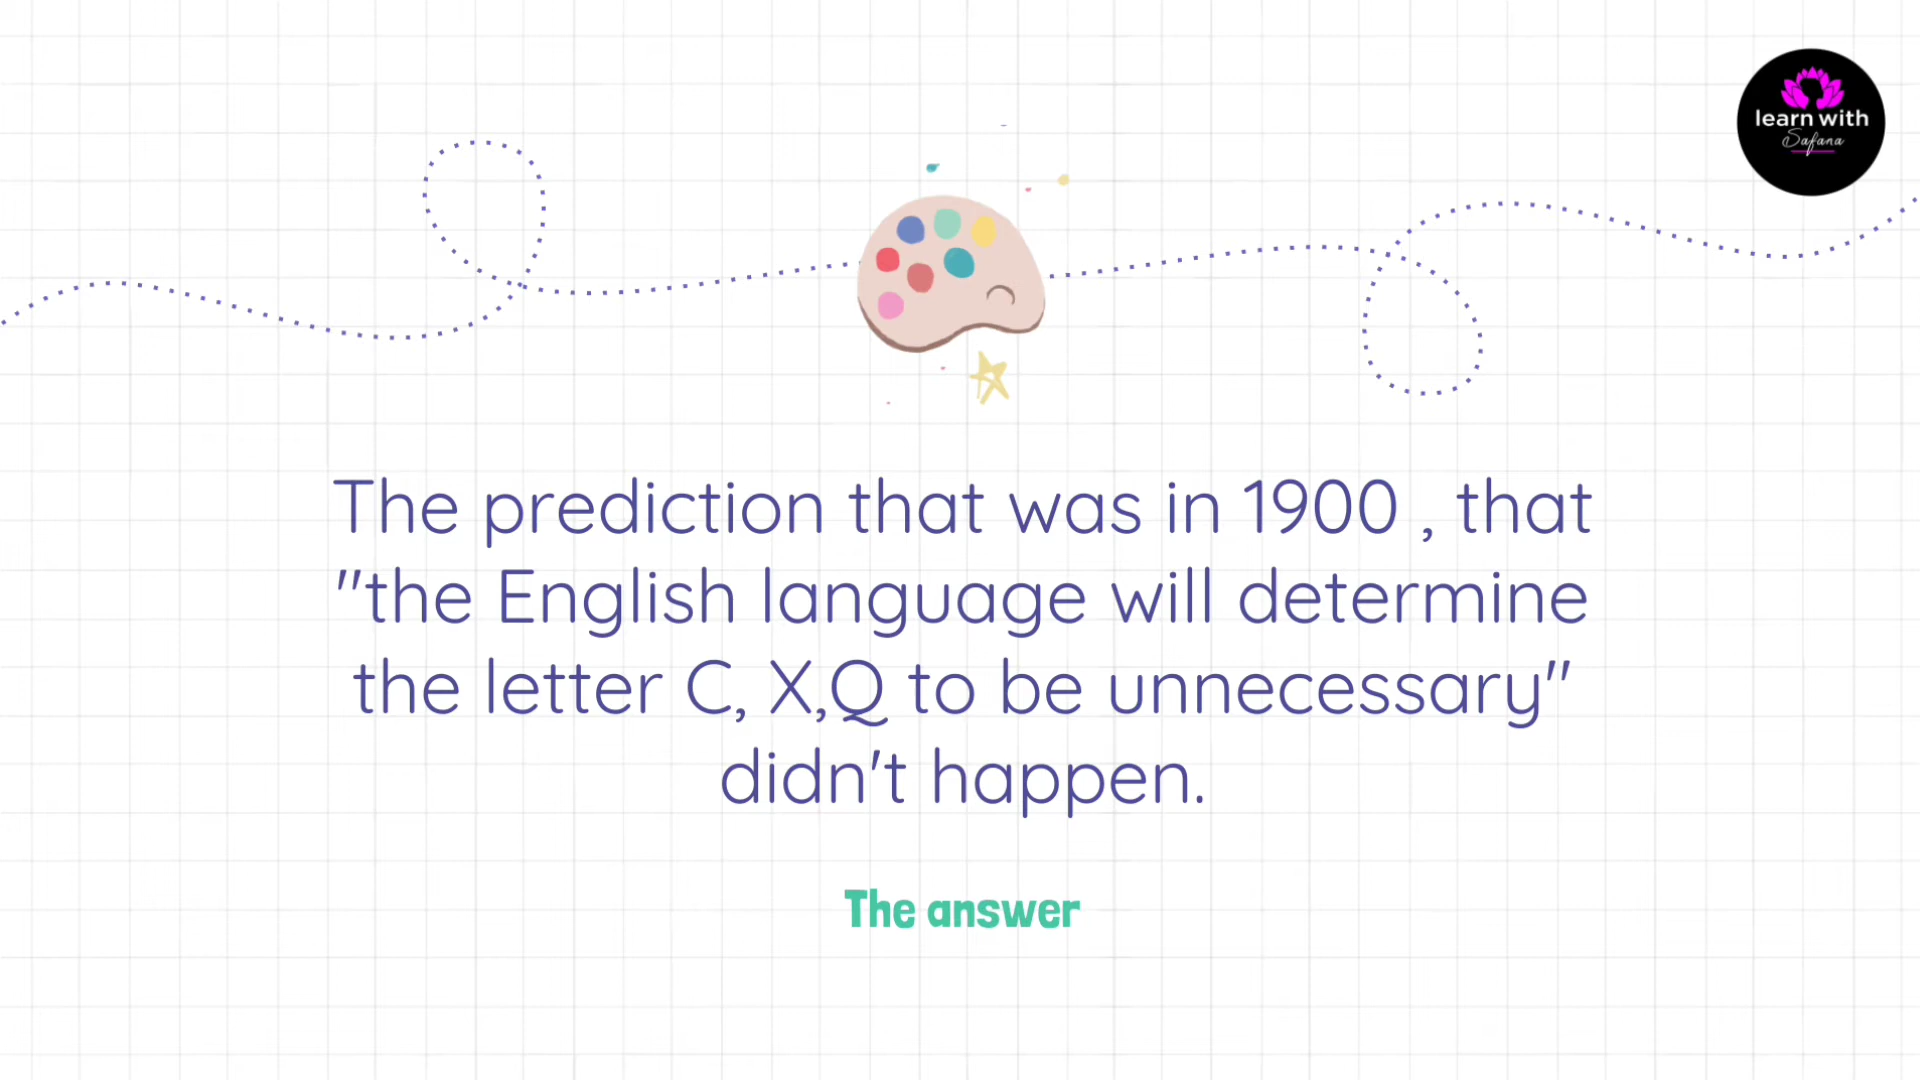 learn with
Safana
The prediction that was in 1900 , that
"the English language will determine
the letter C, X,Q to be unnecessary"
didn't happen.
The answer